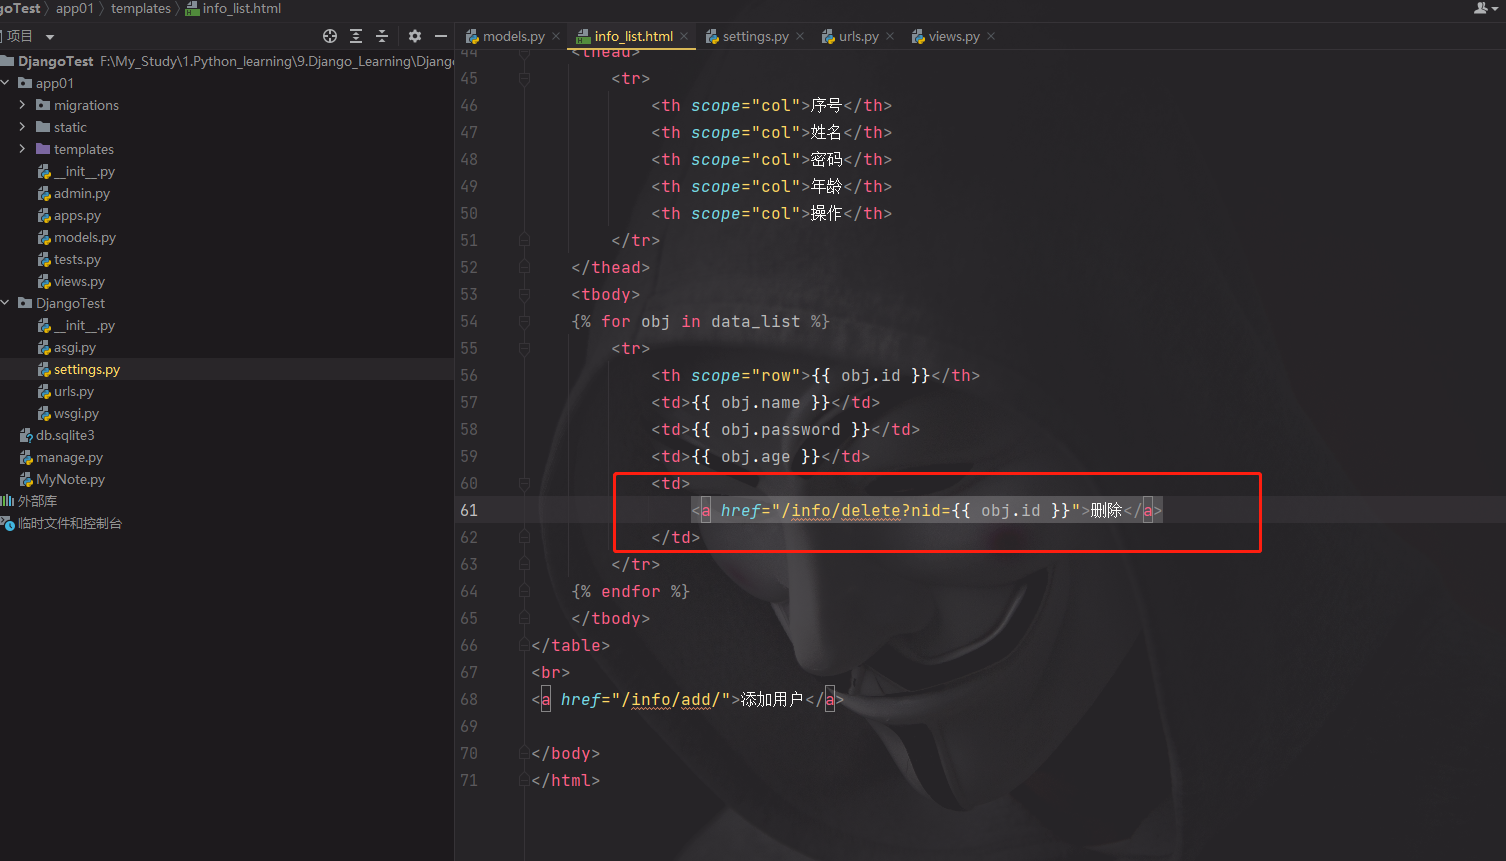 goTest 〉 app01 〉 templates 〉 info_list.html
项目
models.py × info_list.html × settings.py × urls.py × views.py ×
DjangoTest F:\My_Study\1.Python_learning\9.Django_Learning\Django
app01
migrations
static
templates
__init__.py
admin.py
apps.py
models.py
tests.py
views.py
DjangoTest
__init__.py
asgi.py
settings.py
urls.py
wsgi.py
db.sqlite3
manage.py
MyNote.py
外部库
临时文件和控制台
44 <thead>
45 <tr>
46 <th scope="col">序号</th>
47 <th scope="col">姓名</th>
48 <th scope="col">密码</th>
49 <th scope="col">年龄</th>
50 <th scope="col">操作</th>
51 </tr>
52 </thead>
53 <tbody>
54 {% for obj in data_list %}
55 <tr>
56 <th scope="row">{{ obj.id }}</th>
57 <td>{{ obj.name }}</td>
58 <td>{{ obj.password }}</td>
59 <td>{{ obj.age }}</td>
60 <td>
61 <a href="/info/delete?nid={{ obj.id }}">删除</a>
62 </td>
63 </tr>
64 {% endfor %}
65 </tbody>
66 </table>
67 <br>
68 <a href="/info/add/">添加用户</a>
69
70 </body>
71 </html>